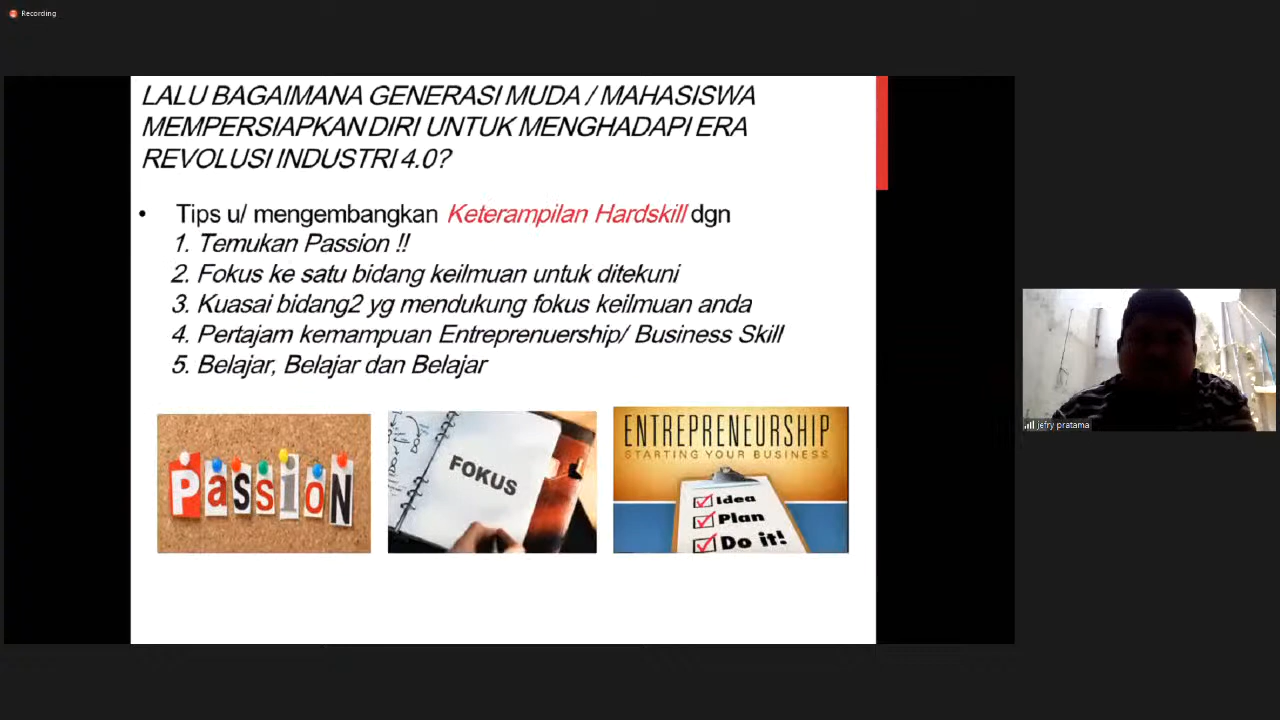 Recording
LALU BAGAIMANA GENERASI MUDA / MAHASISWA
MEMPERSIAPKAN DIRI UNTUK MENGHADAPI ERA
REVOLUSI INDUSTRI 4.0?
• Tips u/ mengembangkan Keterampilan Hardskill dgn
1. Temukan Passion !!
2. Fokus ke satu bidang keilmuan untuk ditekuni
3. Kuasai bidang2 yg mendukung fokus keilmuan anda
4. Pertajam kemampuan Entreprenuership/ Business Skill
5. Belajar, Belajar dan Belajar
PassioN
FOKUS
ENTREPRENEURSHIP
STARTING YOUR BUSINESS
Idea
Plan
Do it!
jefry pratama